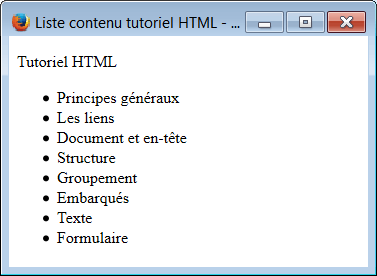 Liste contenu tutoriel HTML - ...
Tutoriel HTML
Principes généraux
Les liens
Document et en-tête
Structure
Groupement
Embarqués
Texte
Formulaire